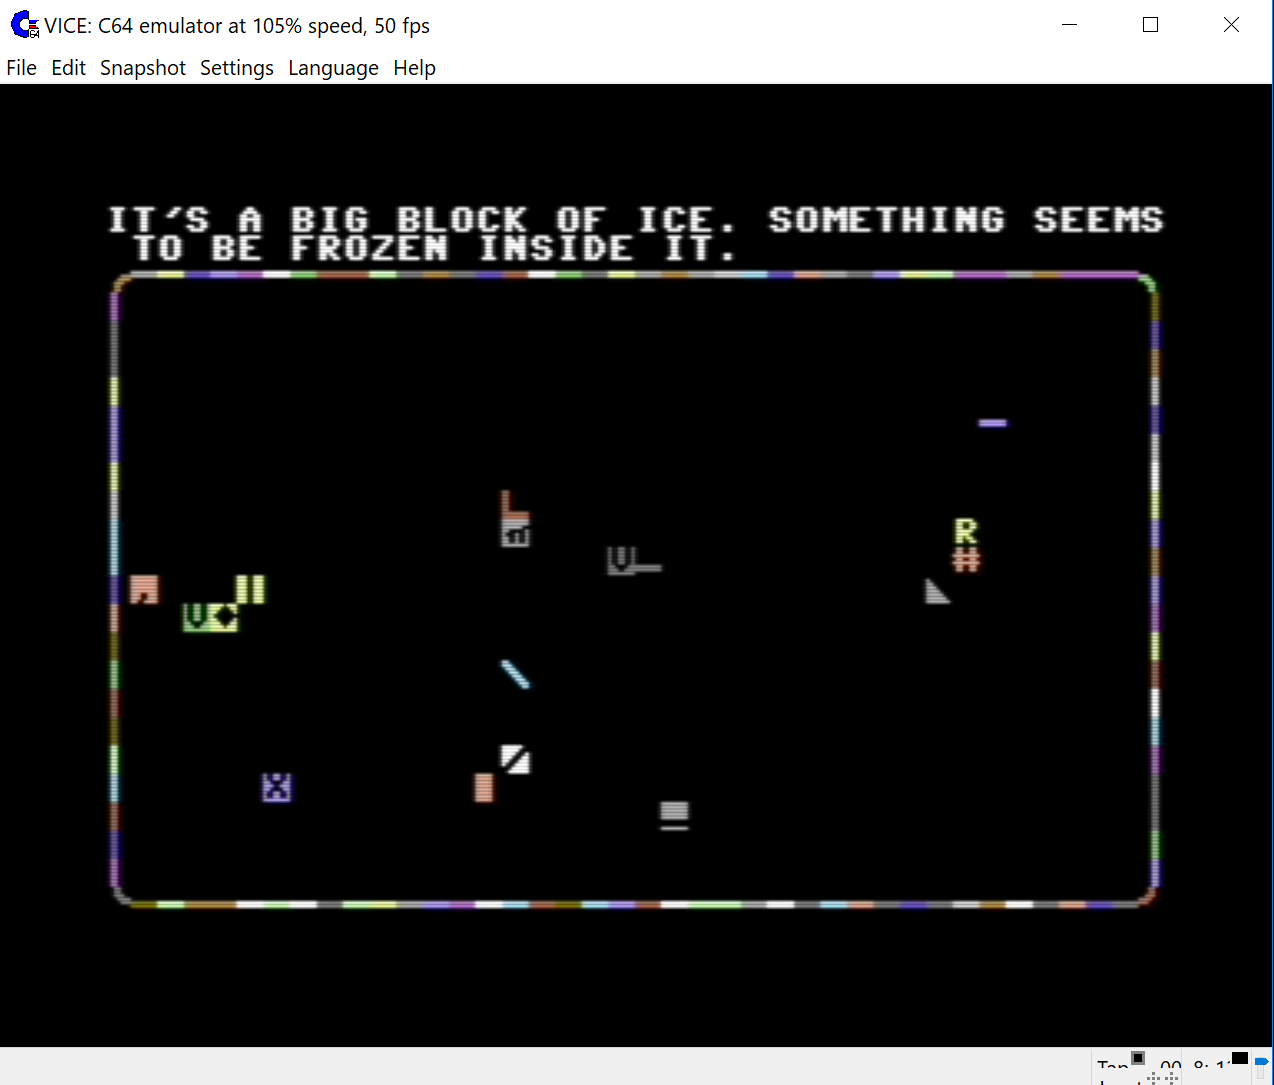 VICE: C64 emulator at 105% speed, 50 fps
File Edit Snapshot Settings Language Help
IT'S A BIG BLOCK OF ICE. SOMETHING SEEMS
TO BE FROZEN INSIDE IT.
R
#